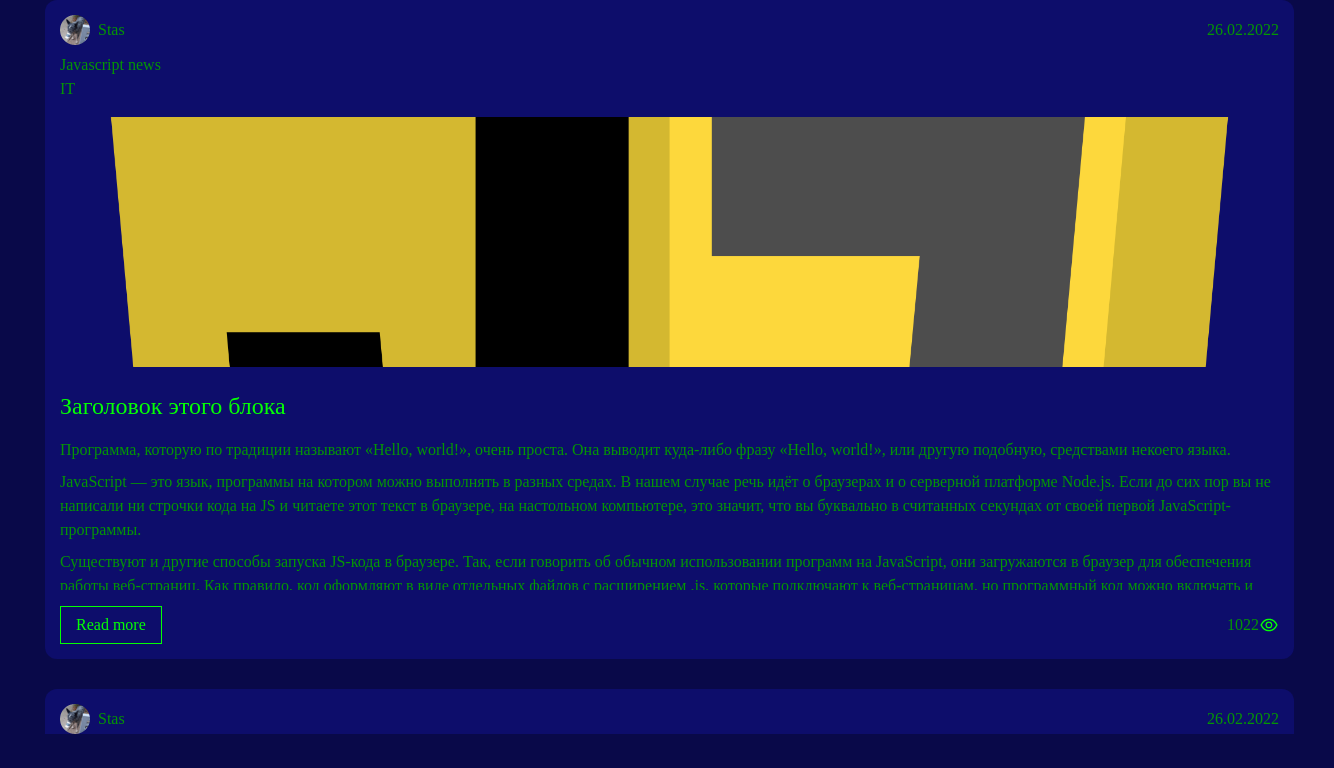 Stas
26.02.2022
Javascript news
IT
Заголовок этого блока
Программа, которую по традиции называют «Hello, world!», очень проста. Она выводит куда-либо фразу «Hello, world!», или другую подобную, средствами некоего языка.
JavaScript — это язык, программы на котором можно выполнять в разных средах. В нашем случае речь идёт о браузерах и о серверной платформе Node.js. Если до сих пор вы не
написали ни строчки кода на JS и читаете этот текст в браузере, на настольном компьютере, это значит, что вы буквально в считанных секундах от своей первой JavaScript-
программы.
Существуют и другие способы запуска JS-кода в браузере. Так, если говорить об обычном использовании программ на JavaScript, они загружаются в браузер для обеспечения
работы веб-страниц. Как правило, код оформляют в виде отдельных файлов с расширением .js, которые подключают к веб-страницам, но программный код можно включать и
Read more
1022
Stas
26.02.2022